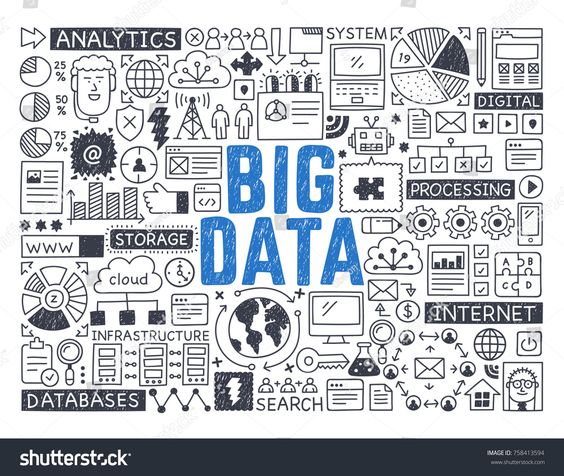 ANALYTICS
SYSTEM
25
%
50
%
75
%
19
DIGITAL
@
BIG
DATA
PROCESSING
WWW
STORAGE
cloud
Z
A B
C D
INTERNET
INFRASTRUCTURE
DATABASES
SEARCH
shutterstock
IMAGE ID: 758413594
www.shutterstock.com